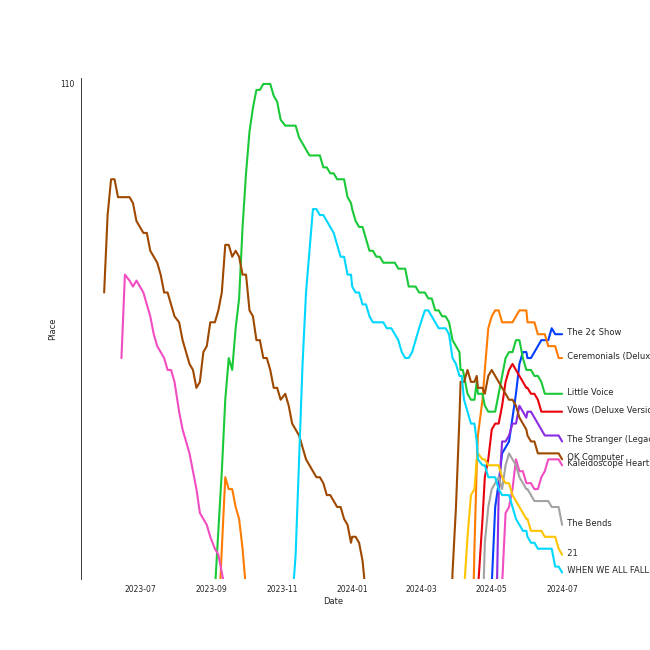 110
Place
The 2¢ Show
Ceremonials (Delux
Little Voice
Vows (Deluxe Versio
The Stranger (Legac
OK Computer
Kaleidoscope Heart
The Bends
21
WHEN WE ALL FALL
2023-07
2023-09
2023-11
2024-01
2024-03
2024-05
2024-07
Date